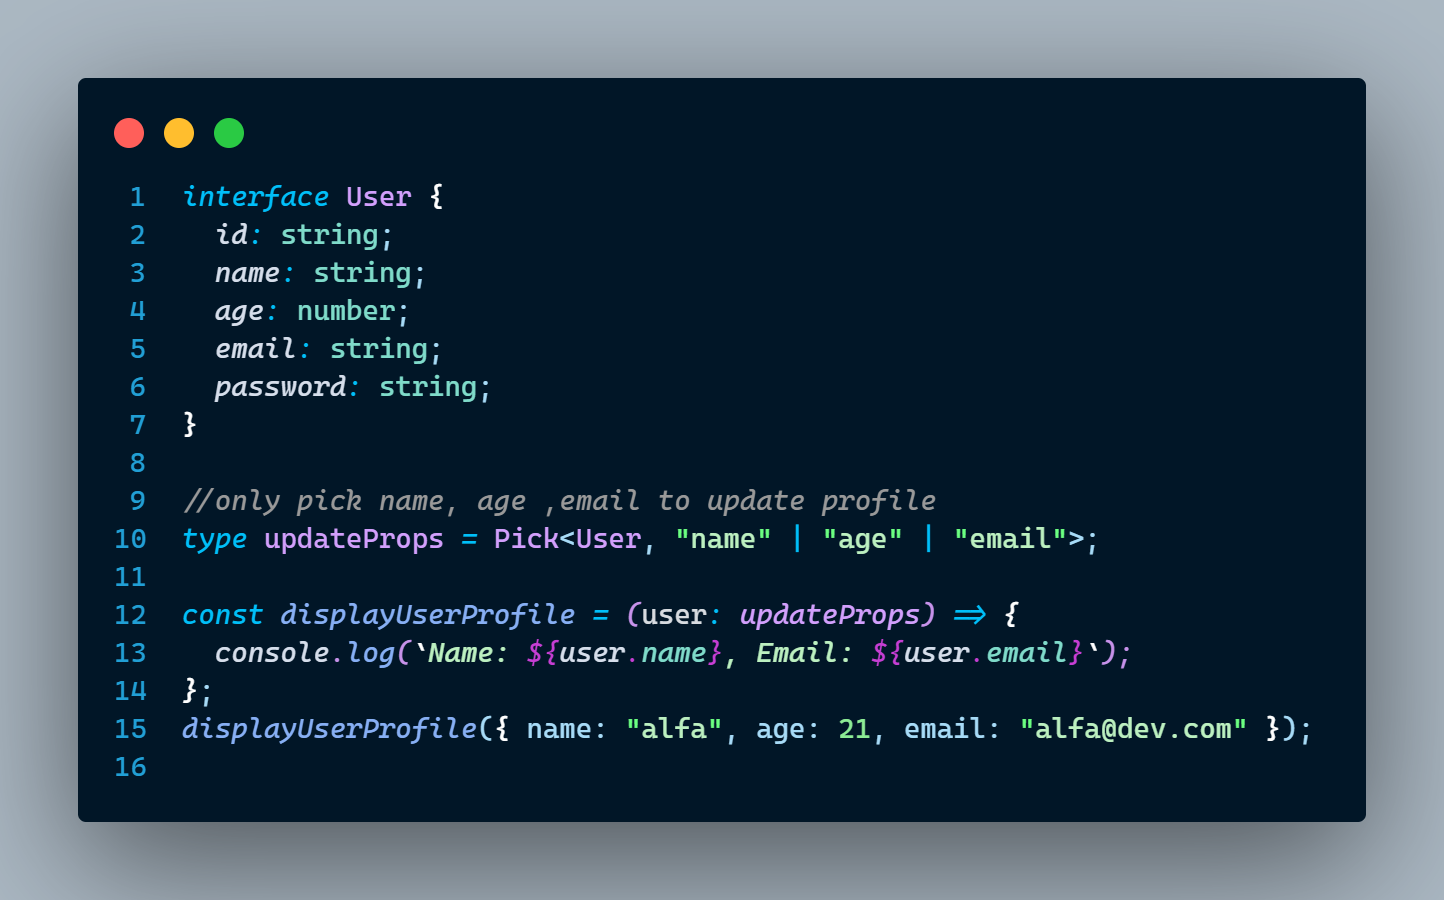 1 interface User {
2   id: string;
3   name: string;
4   age: number;
5   email: string;
6   password: string;
7 }
8
9 //only pick name, age ,email to update profile
10 type updateProps = Pick<User, "name" | "age" | "email">;
11
12 const displayUserProfile = (user: updateProps) => {
13   console.log(`Name: ${user.name}, Email: ${user.email}`);
14 };
15 displayUserProfile({ name: "alfa", age: 21, email: "alfa@dev.com" });
16